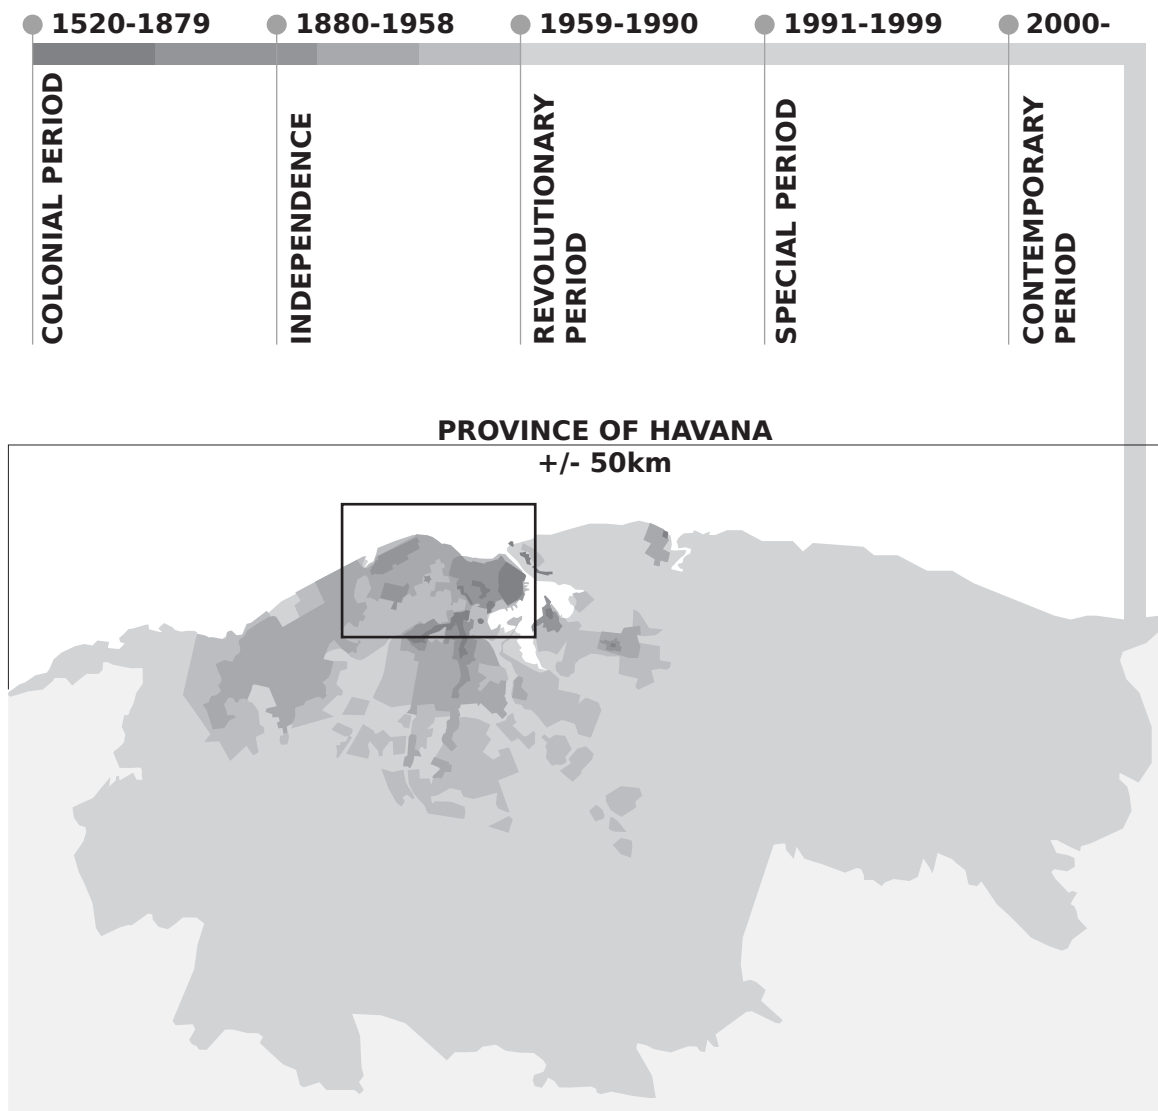 1520-1879
1880-1958
1959-1990
1991-1999
2000-
COLONIAL PERIOD
INDEPENDENCE
REVOLUTIONARY
PERIOD
SPECIAL PERIOD
CONTEMPORARY
PERIOD
PROVINCE OF HAVANA
+/- 50km